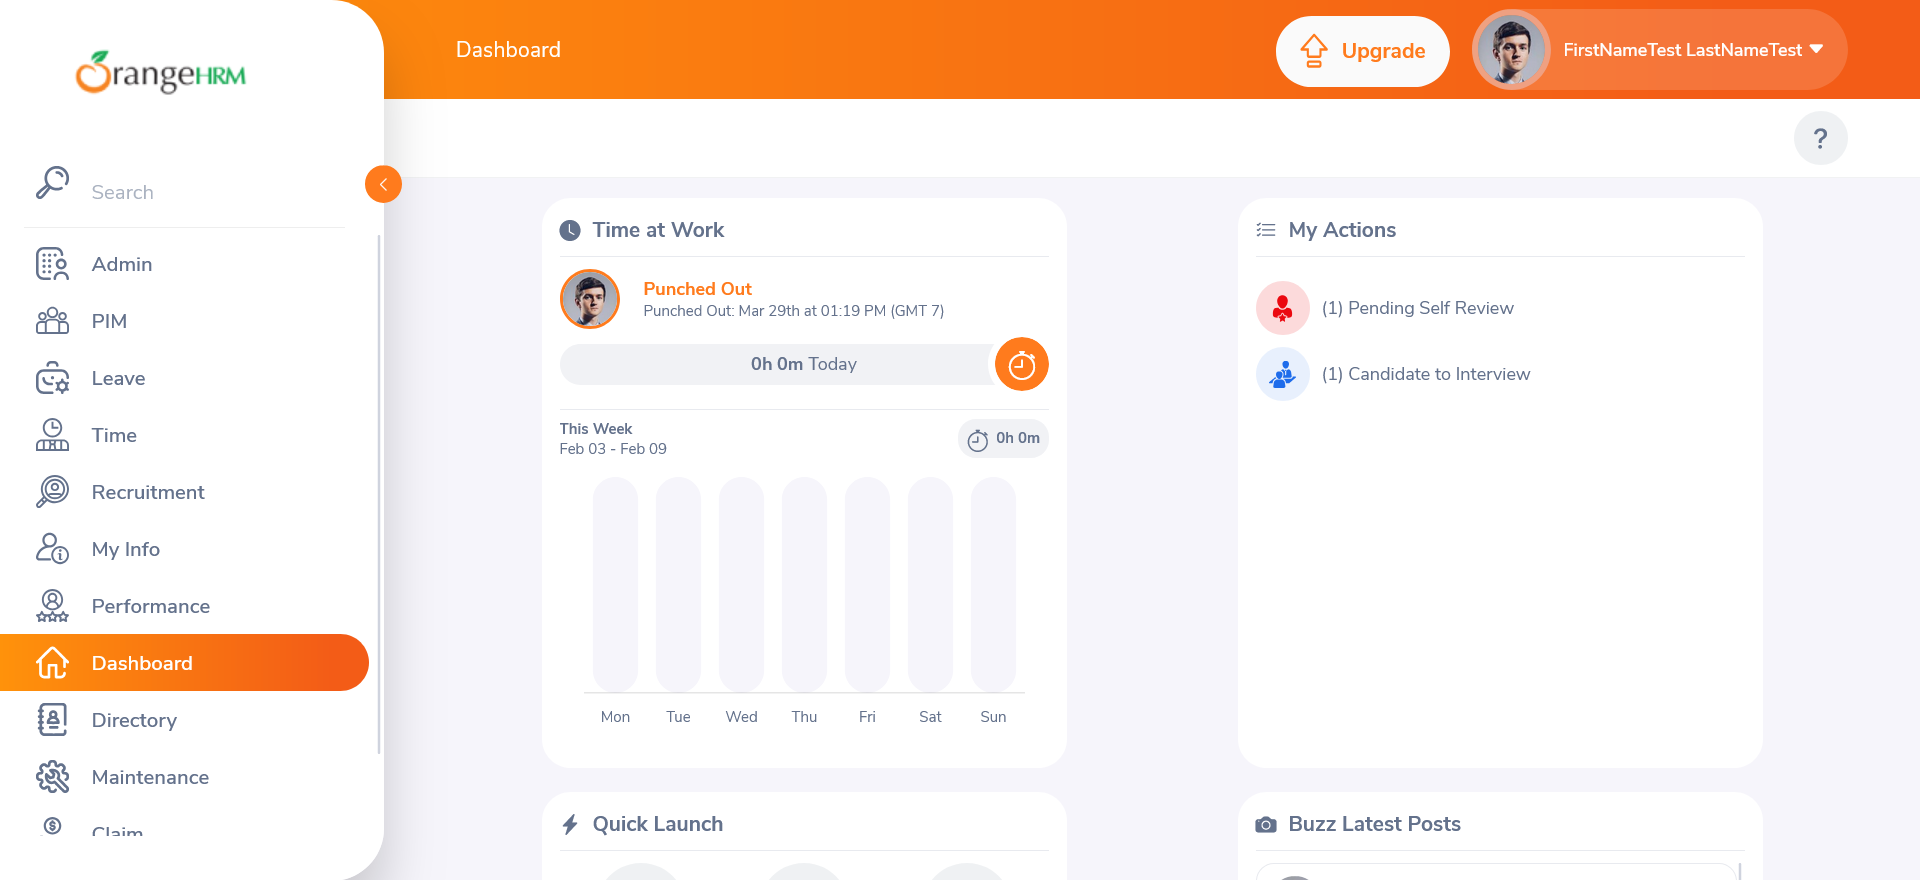 OrangeHRM
Search
Admin
PIM
Leave
Time
Recruitment
My Info
Performance
Dashboard
Directory
Maintenance
Claim
Dashboard
Upgrade
FirstNameTest LastNameTest
?
Time at Work
Punched Out
Punched Out: Mar 29th at 01:19 PM (GMT 7)
0h 0m Today
This Week
Feb 03 - Feb 09
0h 0m
Mon Tue Wed Thu Fri Sat Sun
My Actions
(1) Pending Self Review
(1) Candidate to Interview
Quick Launch
Buzz Latest Posts